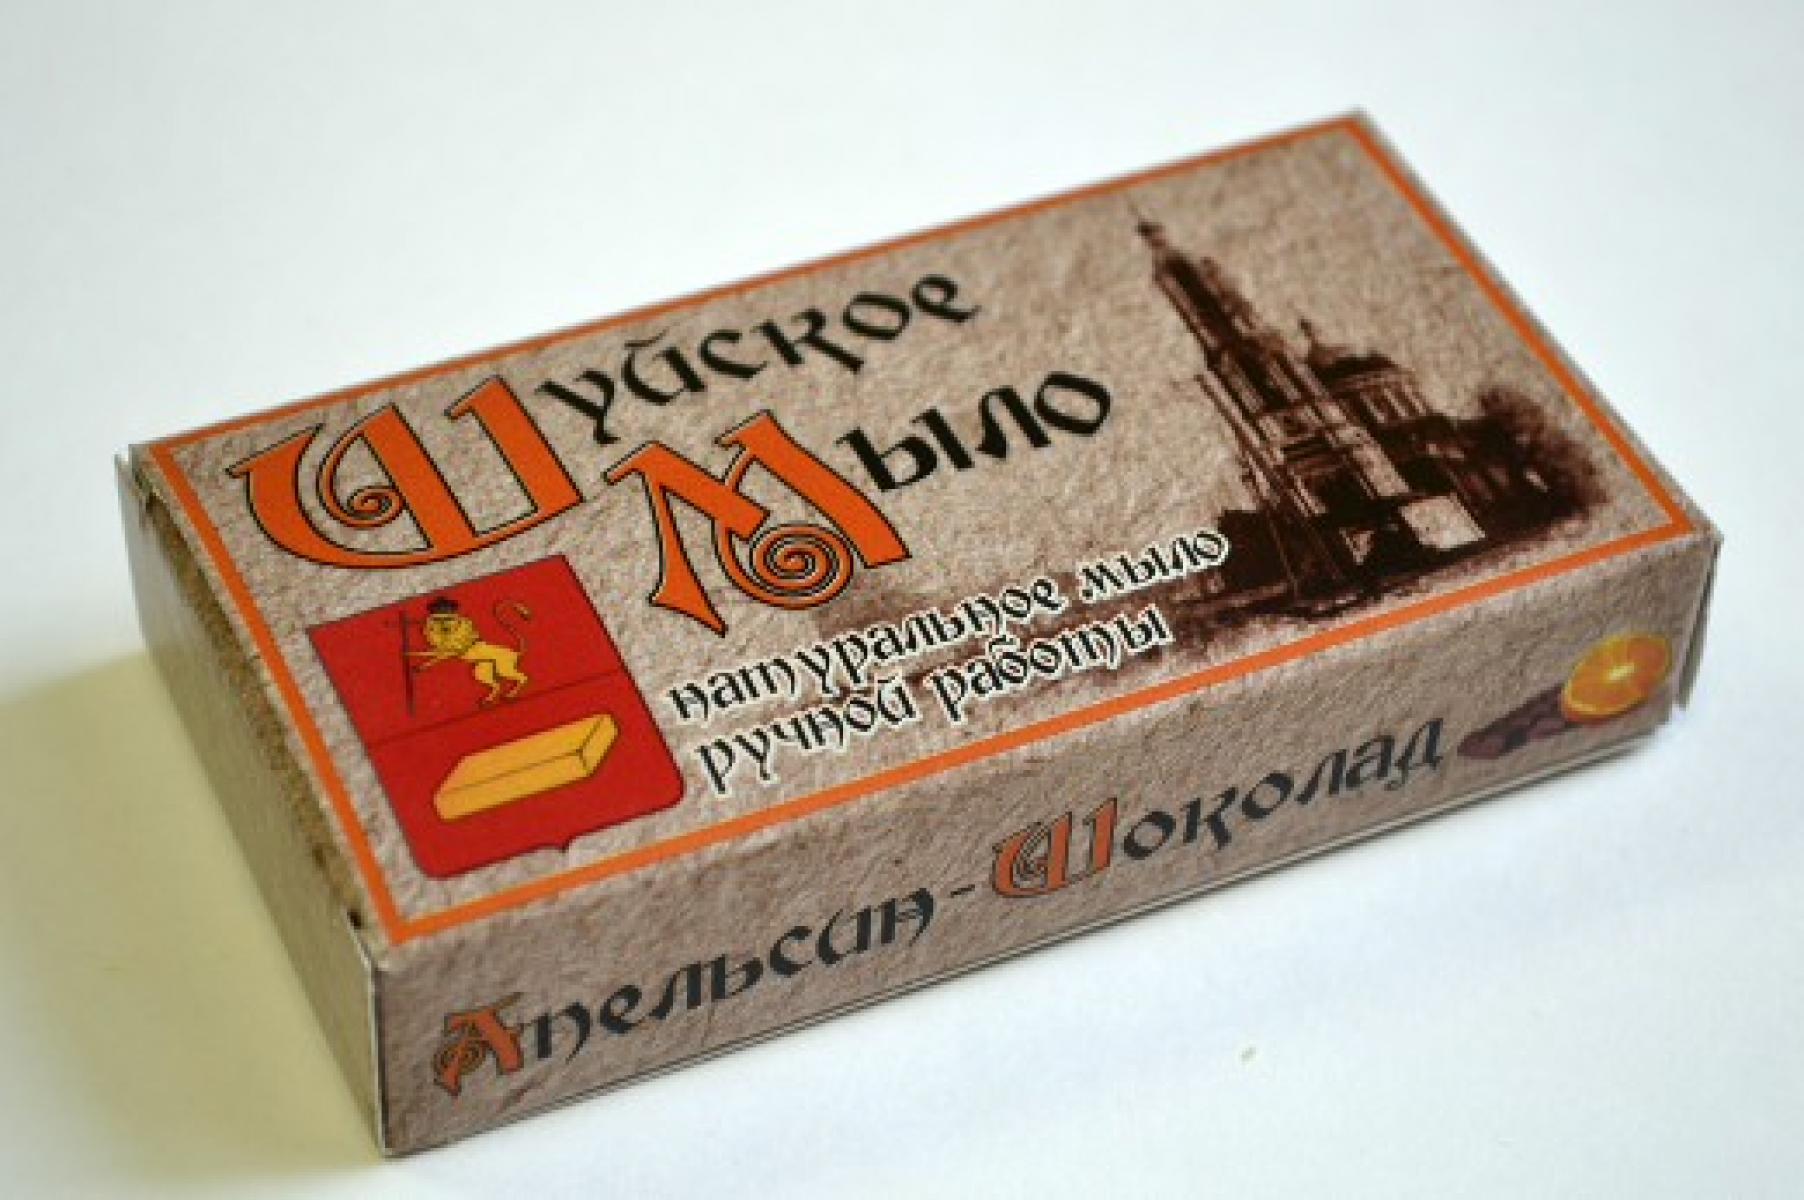 Шуйское
Мыло
натуральное мыло
ручной работы
Апельсин-Шоколад